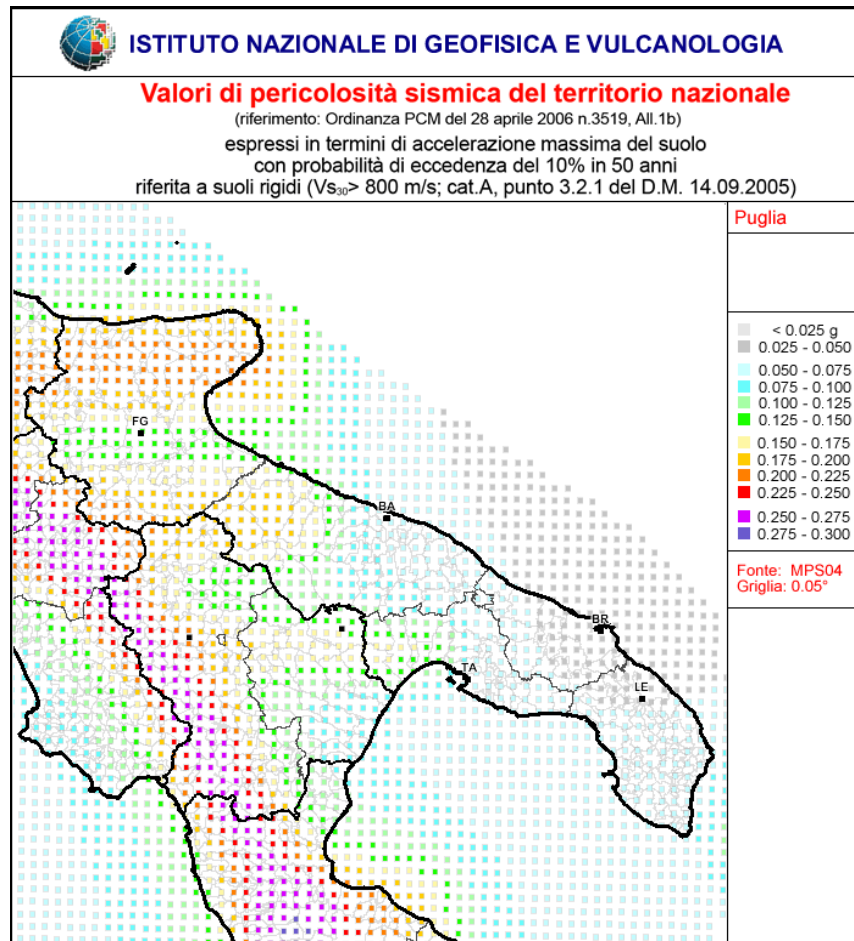 ISTITUTO NAZIONALE DI GEOFISICA E VULCANOLOGIA
Valori di pericolosità sismica del territorio nazionale
(riferimento: Ordinanza PCM del 28 aprile 2006 n.3519, All.1b)
espressi in termini di accelerazione massima del suolo
con probabilità di eccedenza del 10% in 50 anni
riferita a suoli rigidi (Vs₃₀> 800 m/s; cat.A, punto 3.2.1 del D.M. 14.09.2005)
Puglia
< 0.025 g
0.025 - 0.050
0.050 - 0.075
0.075 - 0.100
0.100 - 0.125
0.125 - 0.150
0.150 - 0.175
0.175 - 0.200
0.200 - 0.225
0.225 - 0.250
0.250 - 0.275
0.275 - 0.300
Fonte: MPS04
Griglia: 0.05°
FG
BA
BR
TA
LE